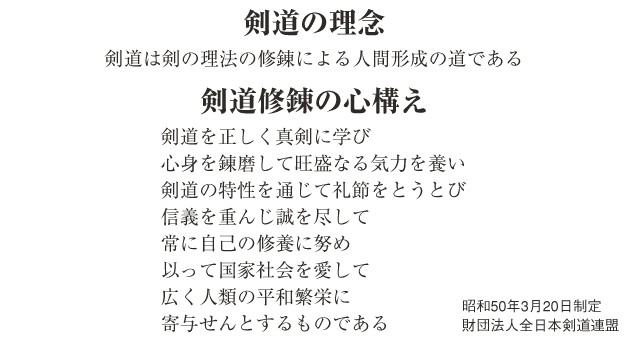 剣道の理念
剣道は剣の理法の修錬による人間形成の道である
剣道修錬の心構え
剣道を正しく真剣に学び
心身を錬磨して旺盛なる気力を養い
剣道の特性を通じて礼節をとうとび
信義を重んじ誠を尽して
常に自己の修養に努め
以って国家社会を愛して
広く人類の平和繁栄に
寄与せんとするものである
昭和50年3月20日制定
財団法人全日本剣道連盟